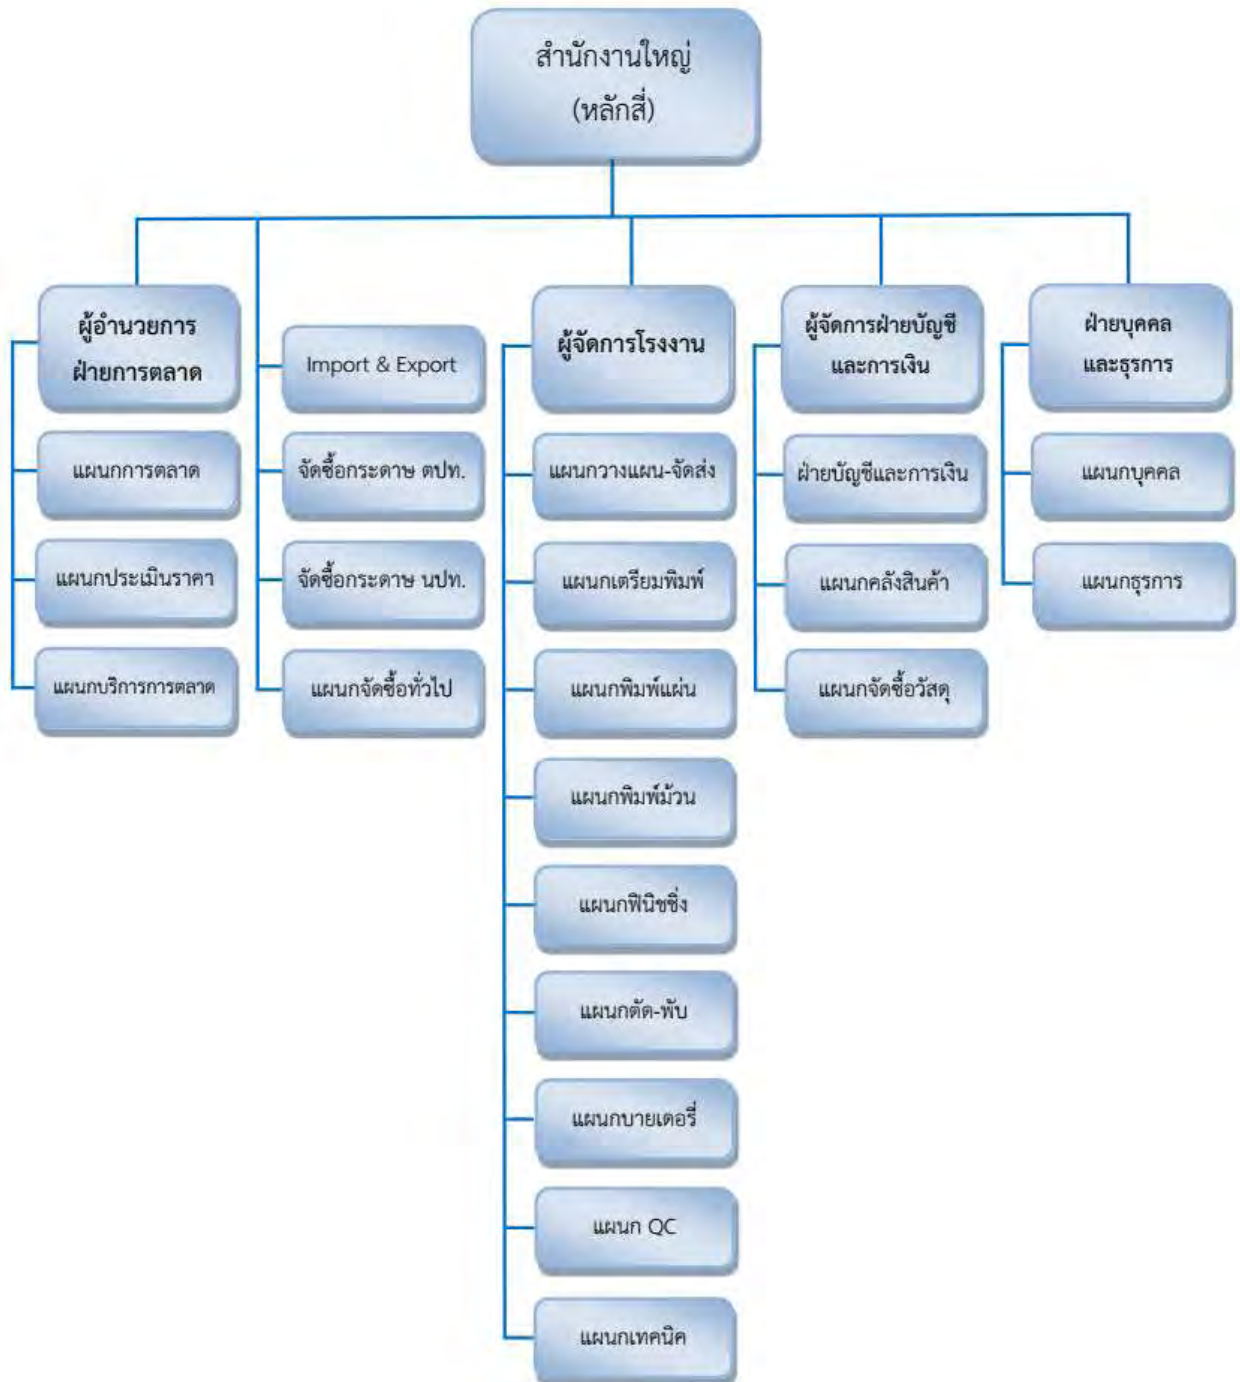 สำนักงานใหญ่
(หลักสี่)
ผู้อำนวยการ
ฝ่ายการตลาด
แผนกการตลาด
แผนกประเมินราคา
แผนกบริการการตลาด
Import & Export
จัดซื้อกระดาษ ตปท.
จัดซื้อกระดาษ นปท.
แผนกจัดซื้อทั่วไป
ผู้จัดการโรงงาน
แผนกวางแผน-จัดส่ง
แผนกเตรียมพิมพ์
แผนกพิมพ์แผ่น
แผนกพิมพ์ม้วน
แผนกฟินิชชิ่ง
แผนกตัด-พับ
แผนกบายเดอรี่
แผนก QC
แผนกเทคนิค
ผู้จัดการฝ่ายบัญชี
และการเงิน
ฝ่ายบัญชีและการเงิน
แผนกคลังสินค้า
แผนกจัดซื้อวัสดุ
ฝ่ายบุคคล
และธุรการ
แผนกบุคคล
แผนกธุรการ